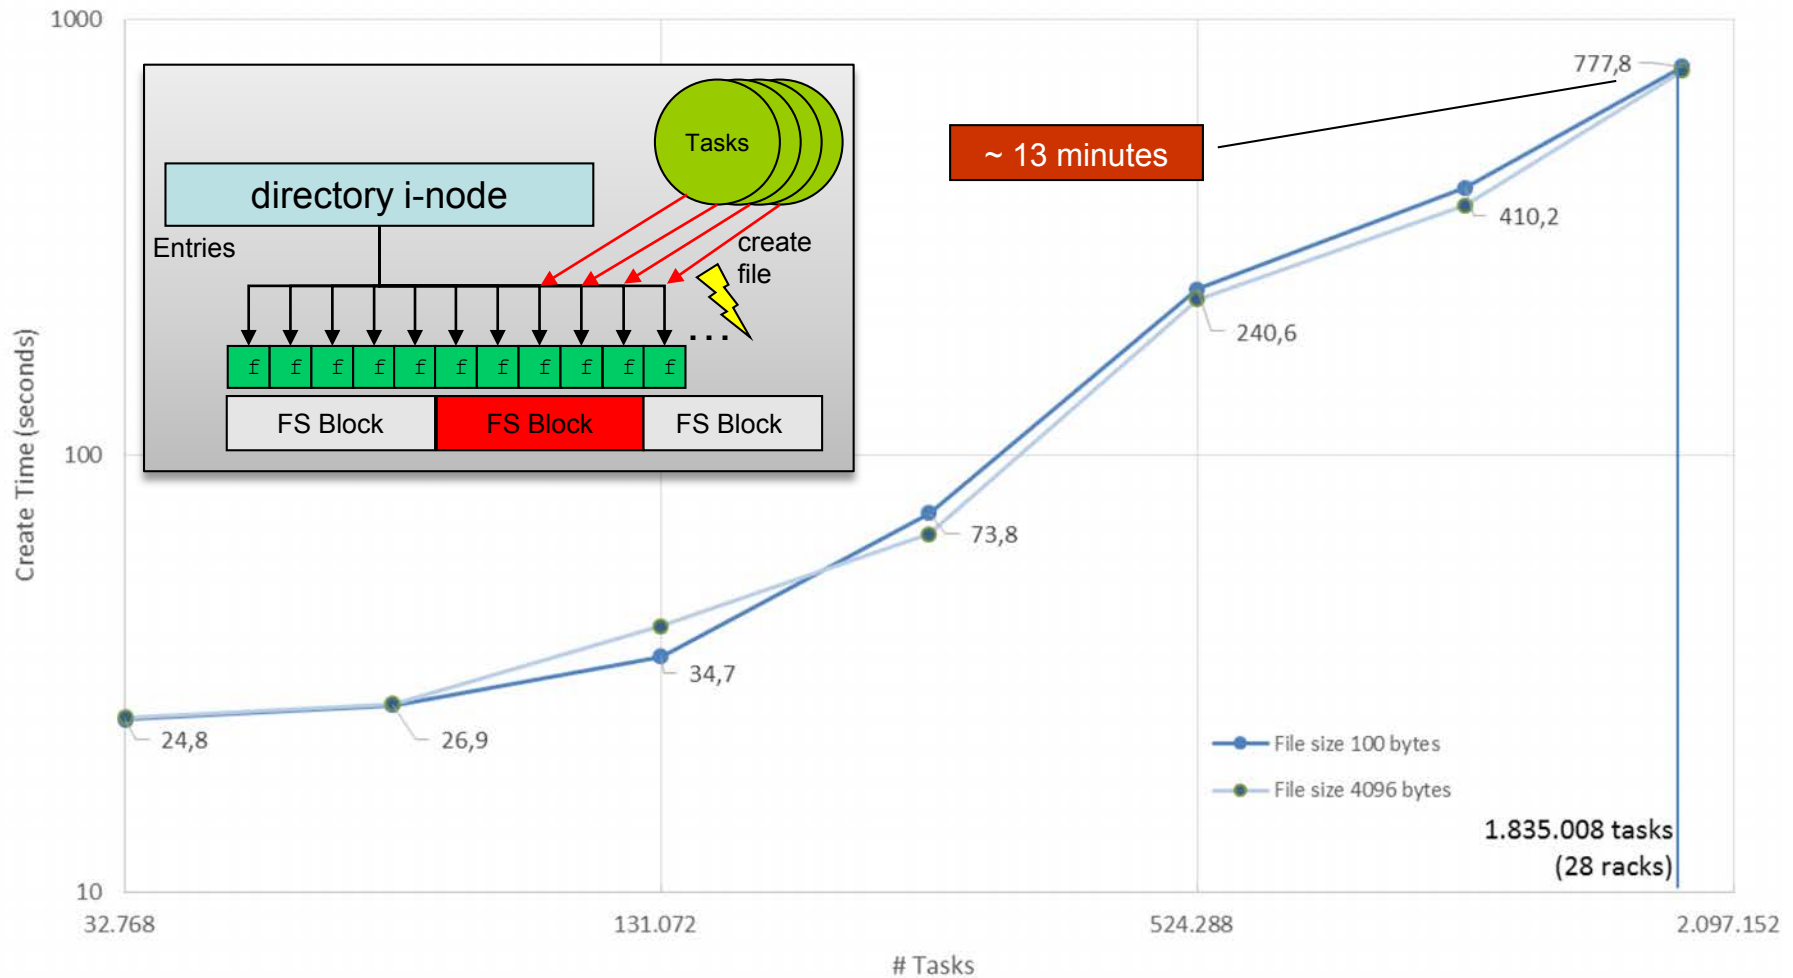 1000
777,8
Tasks
~ 13 minutes
directory i-node
Entries
create
file
410,2
...
240,6
f f f f f f f f f f f
FS Block FS Block FS Block
100
73,8
34,7
24,8
26,9
File size 100 bytes
File size 4096 bytes
1.835.008 tasks
(28 racks)
10
32.768
131.072
524.288
2.097.152
# Tasks
Create Time (seconds)